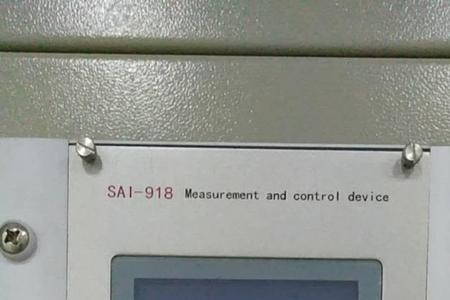 SAI-918 Measurement and control device